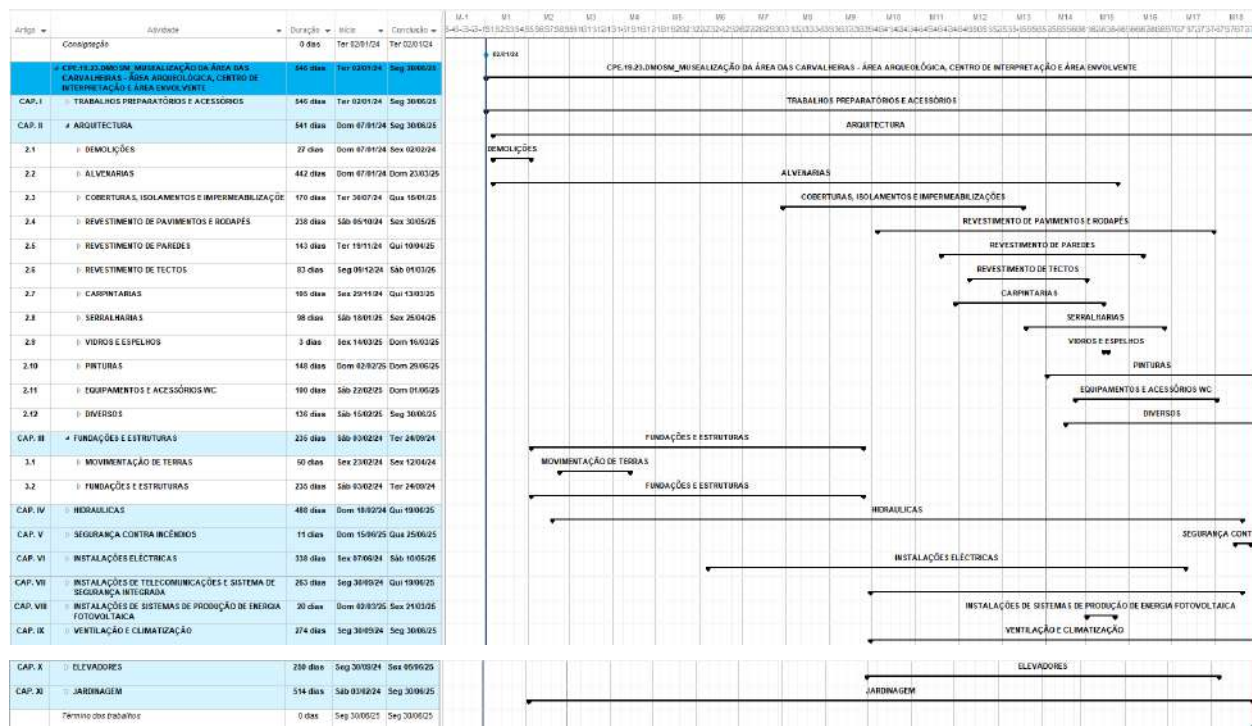 M-1 M1 M2 M3 M4 M5 M6 M7 M8 M9 M10 M11 M12 M13 M14 M15 M16 M17 M18
Artigo Atividade Duração Início Conclusão
Consignação 0 dias Ter 02/01/24 Ter 02/01/24
02/01/24
CPE.19.23.DMOSM_MUSEALIZAÇÃO DA ÁREA DAS
CARVALHEIRAS - ÁREA ARQUEOLÓGICA, CENTRO DE
INTERPRETAÇÃO E ÁREA ENVOLVENTE
546 dias Ter 02/01/24 Seg 30/06/25
CPE.19.23.DMOSM_MUSEALIZAÇÃO DA ÁREA DAS CARVALHEIRAS - ÁREA ARQUEOLÓGICA, CENTRO DE INTERPRETAÇÃO E ÁREA ENVOLVENTE
CAP. I TRABALHOS PREPARATÓRIOS E ACESSÓRIOS 546 dias Ter 02/01/24 Seg 30/06/25 TRABALHOS PREPARATÓRIOS E ACESSÓRIOS
CAP. II ARQUITECTURA 541 dias Dom 07/01/24 Seg 30/06/25 ARQUITECTURA
2.1 DEMOLIÇÕES 27 dias Dom 07/01/24 Sex 02/02/24 DEMOLIÇÕES
2.2 ALVENARIAS 442 dias Dom 07/01/24 Dom 23/03/25 ALVENARIAS
2.3 COBERTURAS, ISOLAMENTOS E IMPERMEABILIZAÇÕE 170 dias Ter 30/07/24 Qua 15/01/25 COBERTURAS, ISOLAMENTOS E IMPERMEABILIZAÇÕES
2.4 REVESTIMENTO DE PAVIMENTOS E RODAPÉS 238 dias Sáb 05/10/24 Sex 30/05/25 REVESTIMENTO DE PAVIMENTOS E RODAPÉS
2.5 REVESTIMENTO DE PAREDES 143 dias Ter 19/11/24 Qui 10/04/25 REVESTIMENTO DE PAREDES
2.6 REVESTIMENTO DE TECTOS 83 dias Seg 09/12/24 Sáb 01/03/25 REVESTIMENTO DE TECTOS
2.7 CARPINTARIAS 105 dias Sex 29/11/24 Qui 13/03/25 CARPINTARIAS
2.8 SERRALHARIAS 98 dias Sáb 18/01/25 Sex 25/04/25 SERRALHARIAS
2.9 VIDROS E ESPELHOS 3 dias Sex 14/03/25 Dom 16/03/25 VIDROS E ESPELHOS
2.10 PINTURAS 148 dias Dom 02/02/25 Dom 29/06/25 PINTURAS
2.11 EQUIPAMENTOS E ACESSÓRIOS WC 100 dias Sáb 22/02/25 Dom 01/06/25 EQUIPAMENTOS E ACESSÓRIOS WC
2.12 DIVERSOS 136 dias Sáb 15/02/25 Seg 30/06/25 DIVERSOS
CAP. III FUNDAÇÕES E ESTRUTURAS 235 dias Sáb 03/02/24 Ter 24/09/24 FUNDAÇÕES E ESTRUTURAS
3.1 MOVIMENTAÇÃO DE TERRAS 50 dias Sex 23/02/24 Sex 12/04/24 MOVIMENTAÇÃO DE TERRAS
3.2 FUNDAÇÕES E ESTRUTURAS 235 dias Sáb 03/02/24 Ter 24/09/24 FUNDAÇÕES E ESTRUTURAS
CAP. IV HIDRAULICAS 488 dias Dom 18/02/24 Qui 19/06/25 HIDRAULICAS
CAP. V SEGURANÇA CONTRA INCÊNDIOS 11 dias Dom 15/06/25 Qua 25/06/25 SEGURANÇA CONT
CAP. VI INSTALAÇÕES ELÉCTRICAS 338 dias Sex 07/06/24 Sáb 10/05/25 INSTALAÇÕES ELÉCTRICAS
CAP. VII INSTALAÇÕES DE TELECOMUNICAÇÕES E SISTEMA DE
SEGURANÇA INTEGRADA
263 dias Seg 30/09/24 Qui 19/06/25
CAP. VIII INSTALAÇÕES DE SISTEMAS DE PRODUÇÃO DE ENERGIA
FOTOVOLTAICA
20 dias Dom 02/03/25 Sex 21/03/25 INSTALAÇÕES DE SISTEMAS DE PRODUÇÃO DE ENERGIA FOTOVOLTAICA
CAP. IX VENTILAÇÃO E CLIMATIZAÇÃO 274 dias Seg 30/09/24 Seg 30/06/25 VENTILAÇÃO E CLIMATIZAÇÃO
CAP. X ELEVADORES Seg 30/09/24 ELEVADORES
CAP. XI JARDINAGEM 514 dias Sáb 03/02/24 Seg 30/06/25 JARDINAGEM
Término dos trabalhos 0 dias Seg 30/06/25 Seg 30/06/25